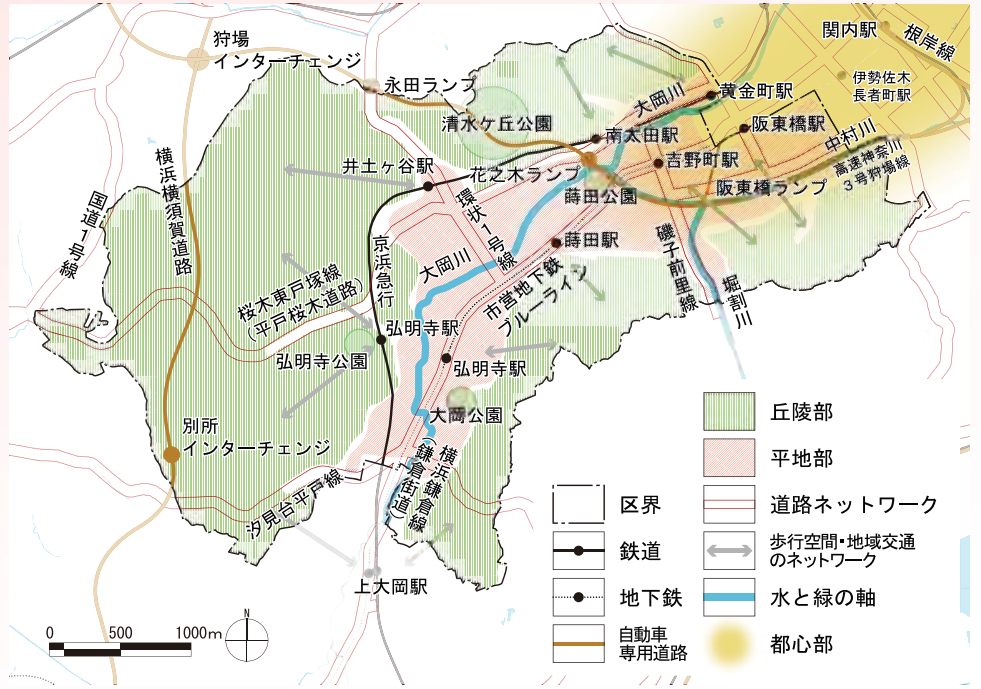 関内駅
根岸線
狩場
インターチェンジ
伊勢佐木
長者町駅
永田ランプ
大岡川
黄金町駅
清水ケ丘公園
南太田駅
阪東橋駅
中村川
高速神奈川
3号狩場線
井土ヶ谷駅
花之木ランプ
吉野町駅
阪東橋ランプ
蒔田公園
横浜横須賀道路
国道1号線
環状1号線
蒔田駅
磯子前里線
堀割川
大岡川
京浜急行
桜木東戸塚線
(平戸桜木道路)
市営地下鉄
ブルーライン
弘明寺駅
弘明寺公園
弘明寺駅
大岡公園
別所
インターチェンジ
横浜鎌倉線
(鎌倉街道)
汐見台平戸線
上大岡駅
0 500 1000m
N
区界
鉄道
地下鉄
自動車
専用道路
丘陵部
平地部
道路ネットワーク
歩行空間・地域交通
のネットワーク
水と緑の軸
都心部